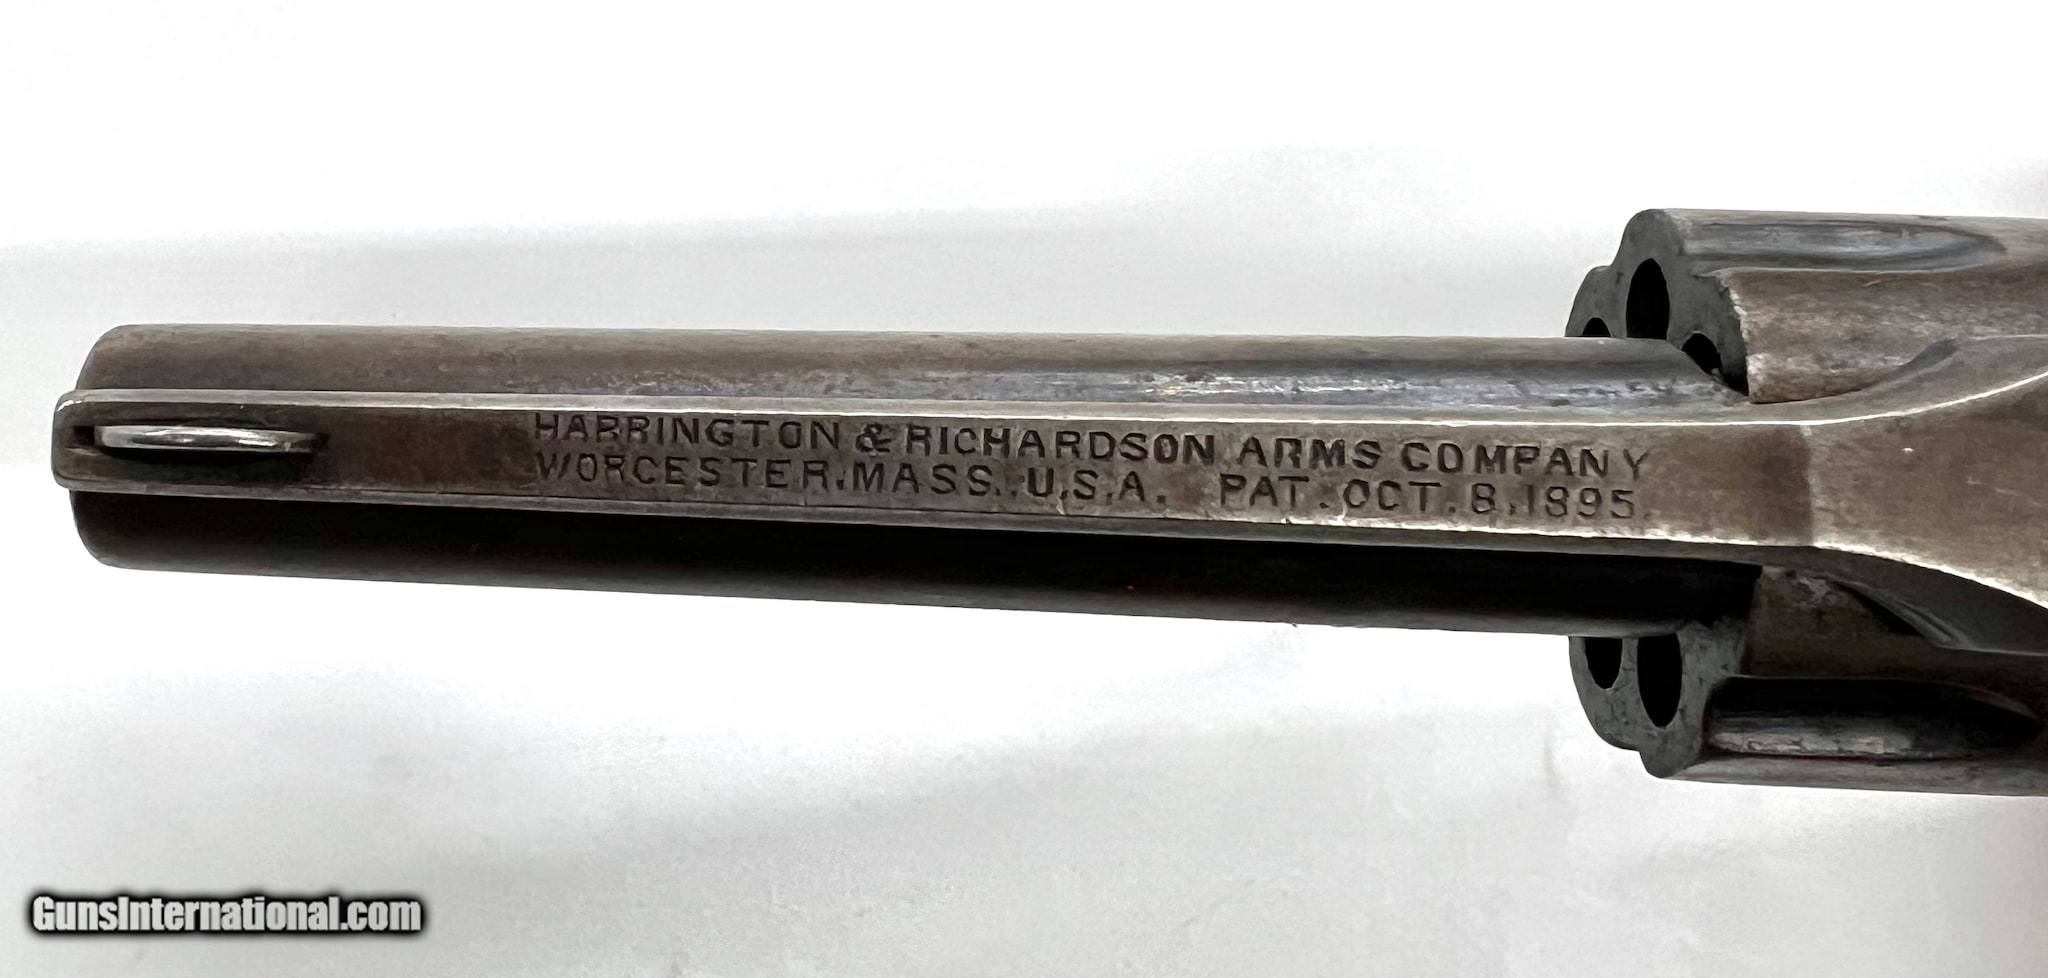 HARRINGTON & RICHARDSON ARMS COMPANY
WORCESTER, MASS., U.S.A. PAT. OCT. 8, 1895.
GunsInternational.com